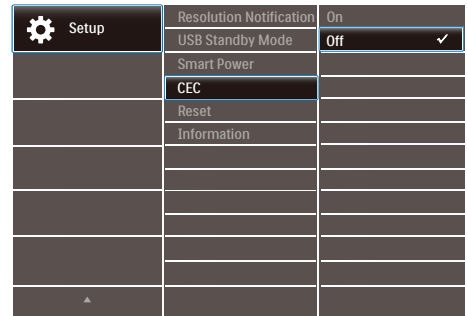 Setup
Resolution Notification
USB Standby Mode
Smart Power
CEC
Reset
Information
On
Off